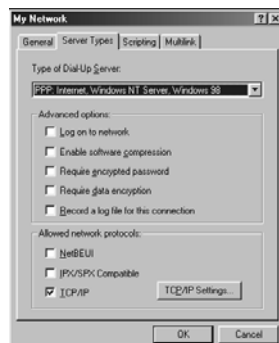 My Network
General Server Types Scripting Multilink
Type of Dial-Up Server:
PPP: Internet, Windows NT Server, Windows 98
Advanced options:
Log on to network
Enable software compression
Require encrypted password
Require data encryption
Record a log file for this connection
Allowed network protocols:
NetBEUI
IPX/SPX Compatible
TCP/IP TCP/IP Settings...
OK Cancel